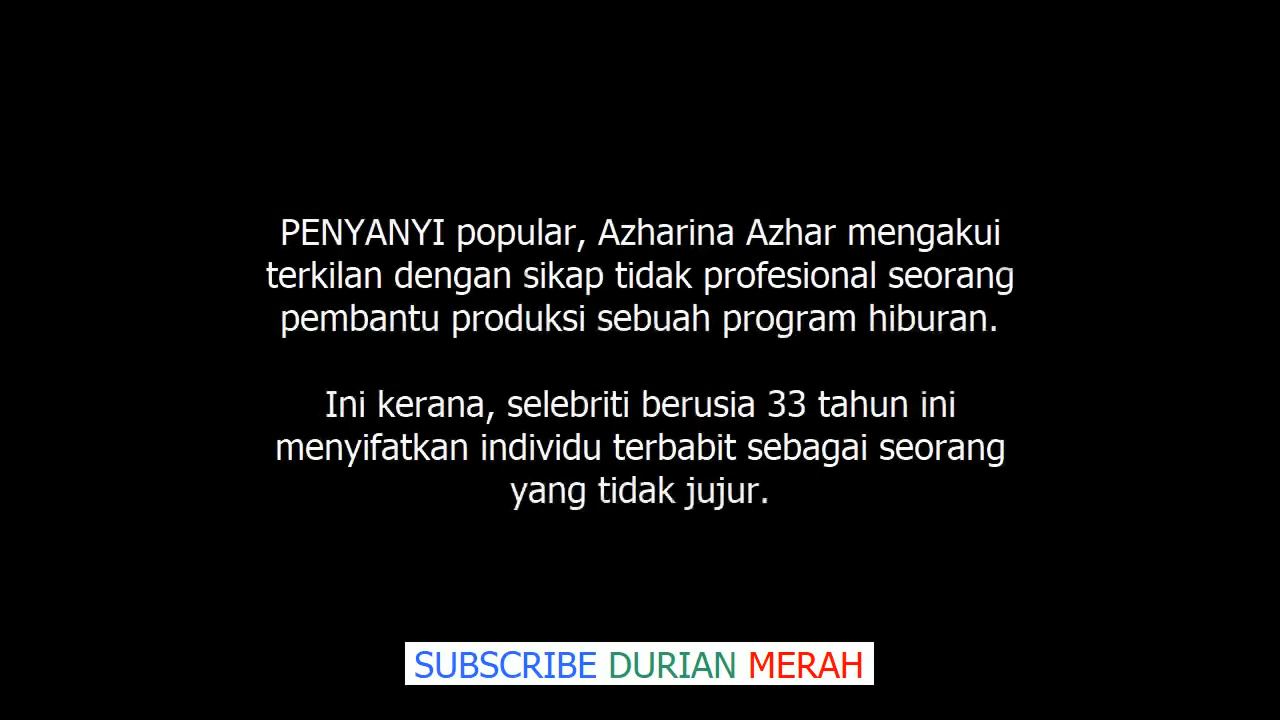 PENYANYI popular, Azharina Azhar mengakui
terkilan dengan sikap tidak profesional seorang
pembantu produksi sebuah program hiburan.
Ini kerana, selebriti berusia 33 tahun ini
menyifatkan individu terbabit sebagai seorang
yang tidak jujur.
SUBSCRIBE DURIAN MERAH